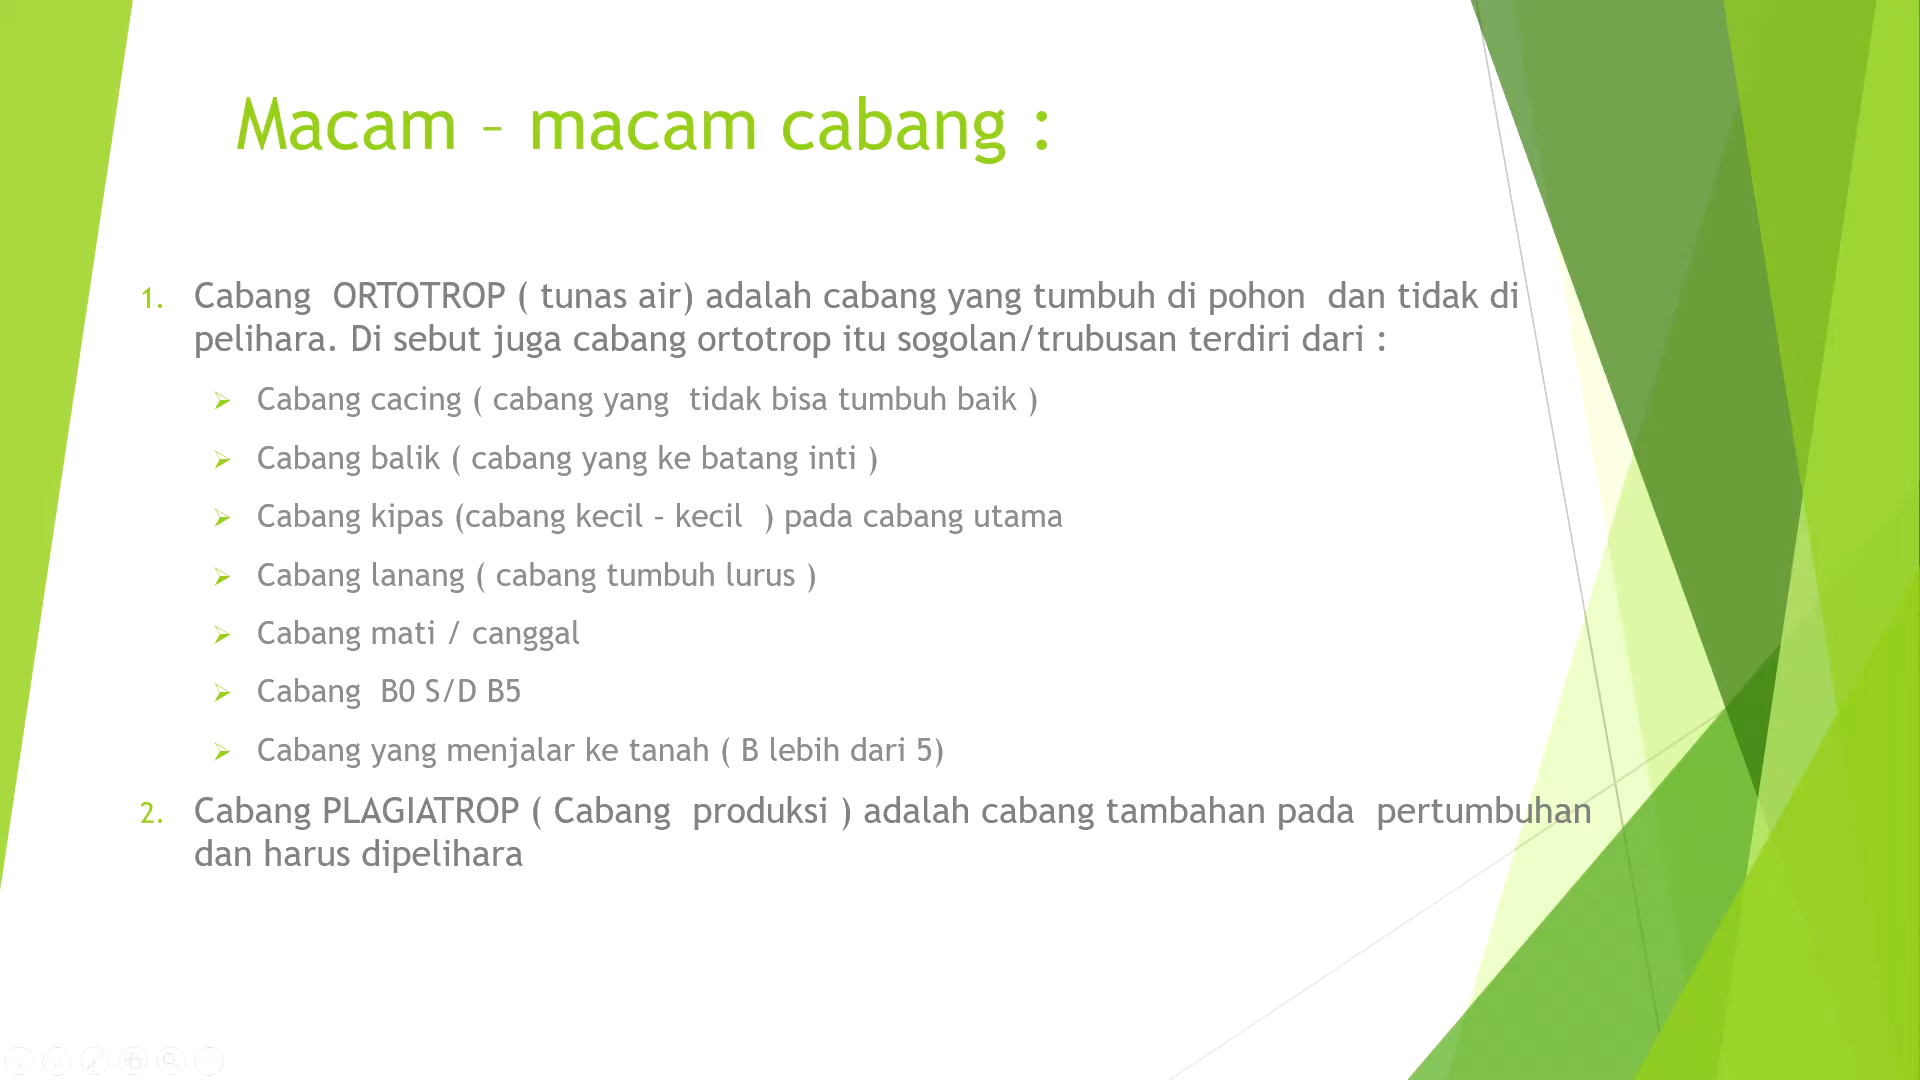 Macam – macam cabang :
1. Cabang ORTOTROP ( tunas air) adalah cabang yang tumbuh di pohon dan tidak di
pelihara. Di sebut juga cabang ortotrop itu sogolan/trubusan terdiri dari :
Cabang cacing ( cabang yang tidak bisa tumbuh baik )
Cabang balik ( cabang yang ke batang inti )
Cabang kipas (cabang kecil – kecil ) pada cabang utama
Cabang lanang ( cabang tumbuh lurus )
Cabang mati / canggal
Cabang B0 S/D B5
Cabang yang menjalar ke tanah ( B lebih dari 5)
2. Cabang PLAGIATROP ( Cabang produksi ) adalah cabang tambahan pada pertumbuhan
dan harus dipelihara